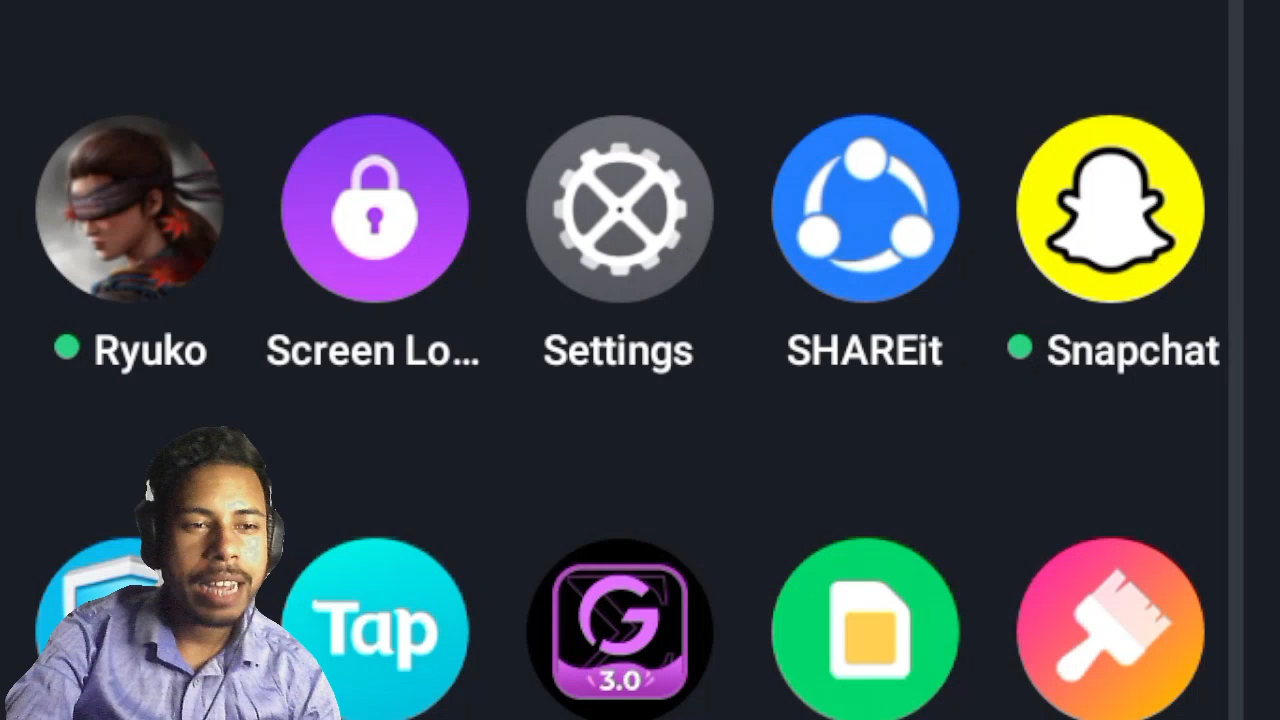 Ryuko
Screen Lo...
Settings
SHAREit
Snapchat
Tap
G
3.0